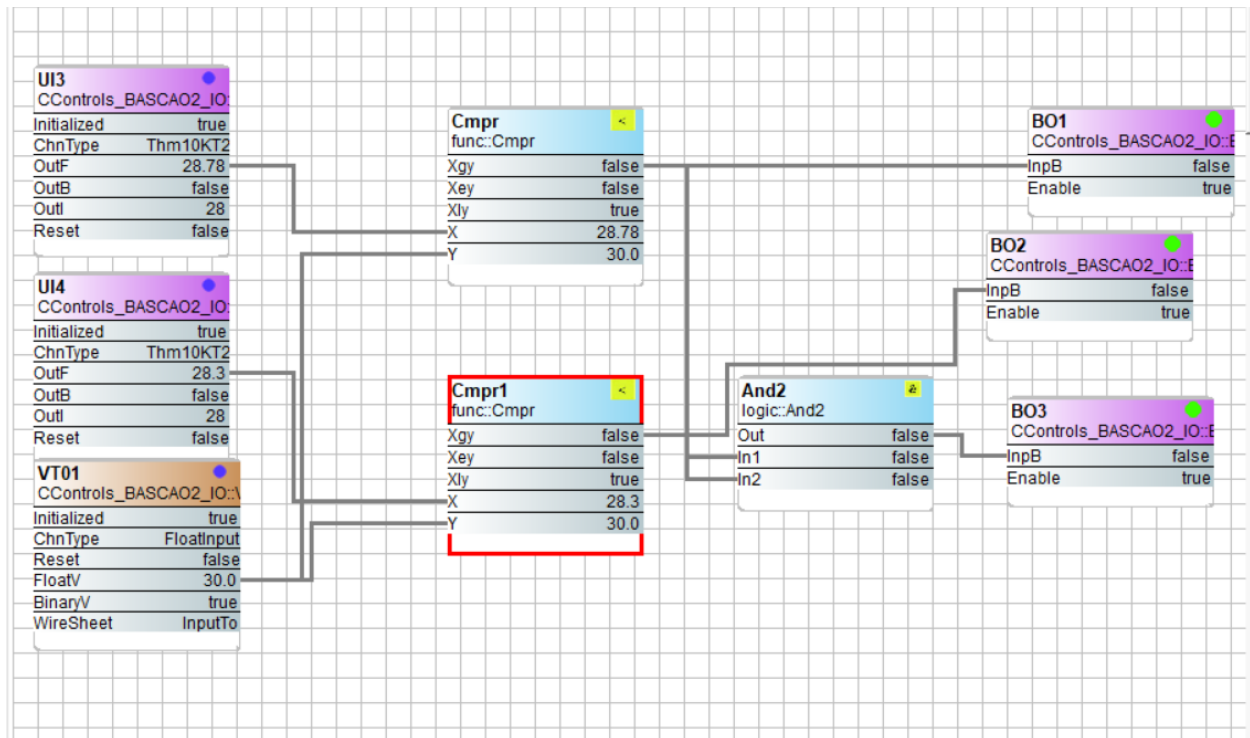 UI3
CControls_BASCAO2_IO:
Initialized true
ChnType Thm10KT2
OutF 28.78
OutB false
OutI 28
Reset false
UI4
CControls_BASCAO2_IO:
Initialized true
ChnType Thm10KT2
OutF 28.3
OutB false
OutI 28
Reset false
VT01
CControls_BASCAO2_IO::\
Initialized true
ChnType FloatInput
Reset false
FloatV 30.0
BinaryV true
WireSheet InputTo
Cmpr <
func::Cmpr
Xgy false
Xey false
Xly true
X 28.78
Y 30.0
Cmpr1 <
func::Cmpr
Xgy false
Xey false
Xly true
X 28.3
Y 30.0
And2 &
logic::And2
Out false
In1 false
In2 false
BO1
CControls_BASCAO2_IO::E
InpB false
Enable true
BO2
CControls_BASCAO2_IO::E
InpB false
Enable true
BO3
CControls_BASCAO2_IO::E
InpB false
Enable true